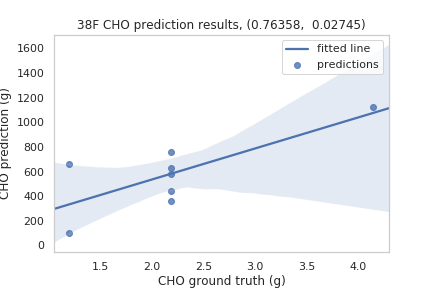 38F CHO prediction results, (0.76358,  0.02745)
fitted line
predictions
CHO prediction (g)
1600
1400
1200
1000
800
600
400
200
0
1.5 2.0 2.5 3.0 3.5 4.0
CHO ground truth (g)